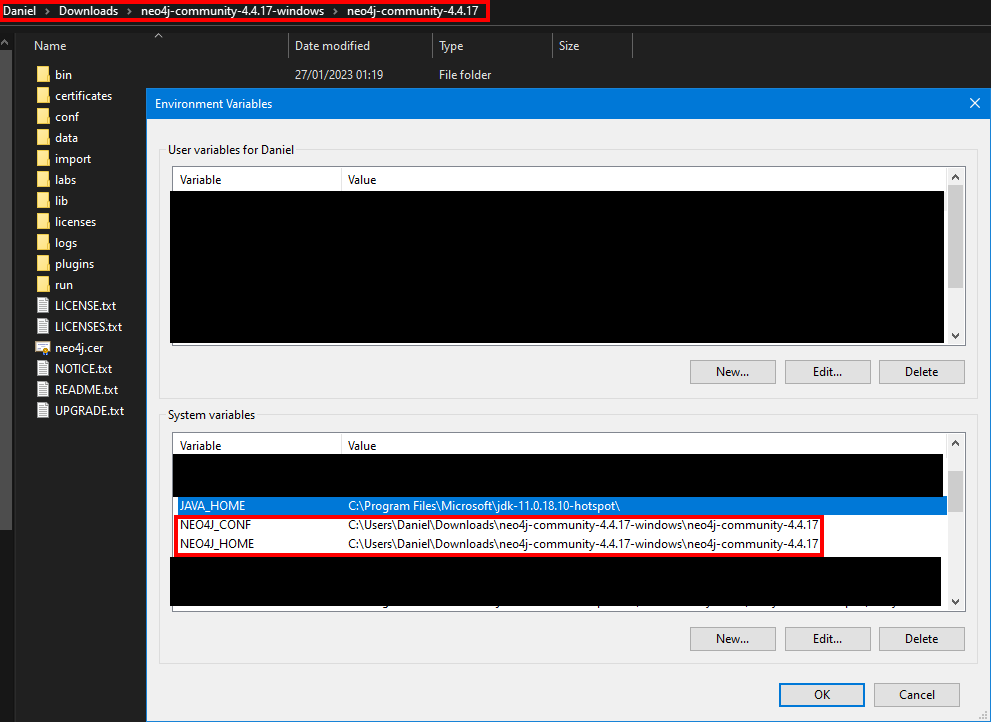 Daniel > Downloads > neo4j-community-4.4.17-windows > neo4j-community-4.4.17
Name Date modified Type Size
bin 27/01/2023 01:19 File folder
certificates
conf
data
import
labs
lib
licenses
logs
plugins
run
LICENSE.txt
LICENSES.txt
neo4j.cer
NOTICE.txt
README.txt
UPGRADE.txt
Environment Variables
User variables for Daniel
Variable Value
New... Edit... Delete
System variables
Variable Value
JAVA_HOME C:\Program Files\Microsoft\jdk-11.0.18.10-hotspot\
NEO4J_CONF C:\Users\Daniel\Downloads\neo4j-community-4.4.17-windows\neo4j-community-4.4.17
NEO4J_HOME C:\Users\Daniel\Downloads\neo4j-community-4.4.17-windows\neo4j-community-4.4.17
New... Edit... Delete
OK Cancel